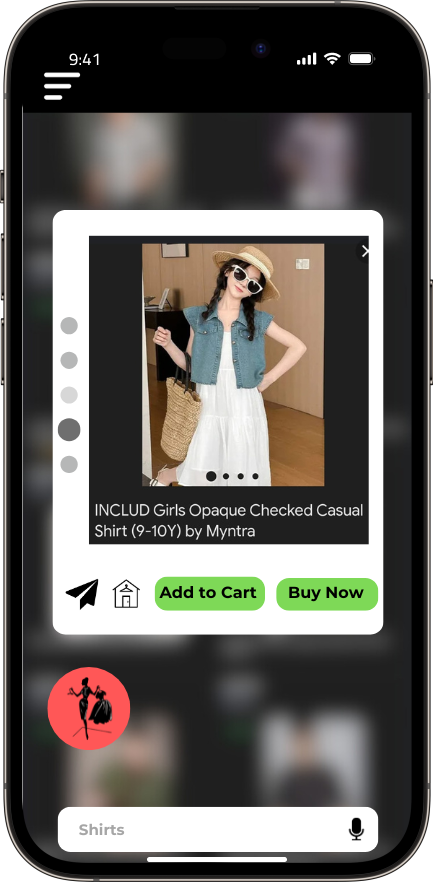 9:41
INCLUD Girls Opaque Checked Casual
Shirt (9-10Y) by Myntra
Add to Cart
Buy Now
Shirts